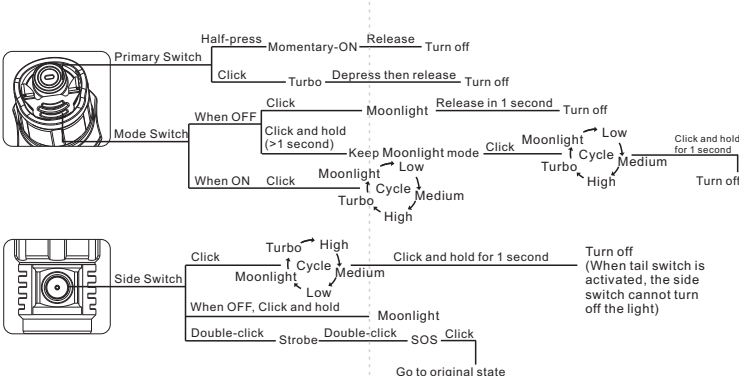 Half-press
Momentary-ON
Release
Turn off
Primary Switch
Click
Turbo
Depress then release
Turn off
Mode Switch
When OFF
Click
Moonlight
Release in 1 second
Turn off
Click and hold
(>1 second)
Keep Moonlight mode
Click
Moonlight
Low
Medium
High
Turbo
Cycle
Click and hold
for 1 second
Turn off
When ON
Click
Moonlight
Low
Medium
High
Turbo
Cycle
Side Switch
Click
Turbo
High
Medium
Low
Moonlight
Cycle
Click and hold for 1 second
Turn off
(When tail switch is
activated, the side
switch cannot turn
off the light)
When OFF, Click and hold
Moonlight
Double-click
Strobe
Double-click
SOS
Click
Go to original state